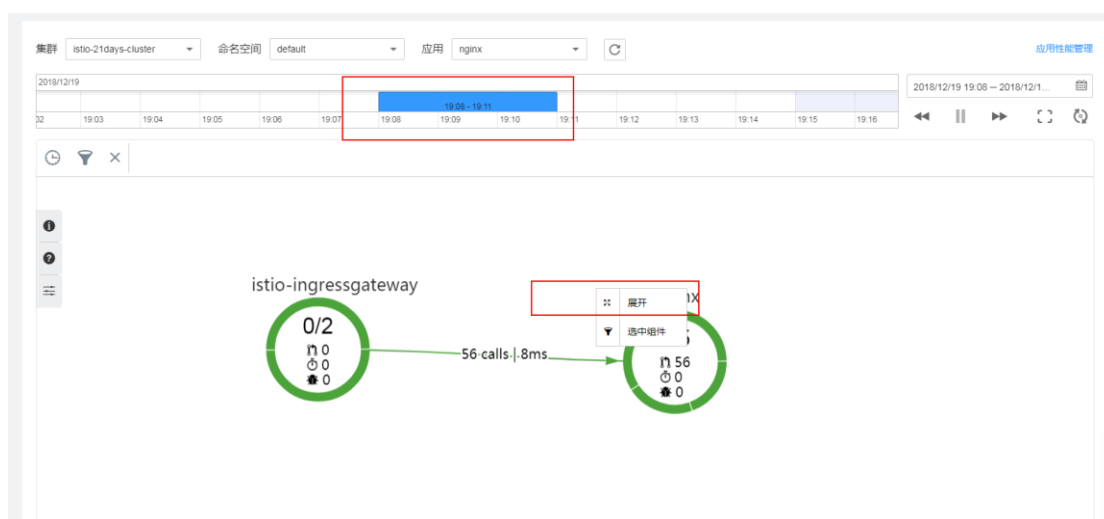 集群 istio-21days-cluster 命名空间 default 应用 nginx 应用性能管理
2018/12/19
19:08 - 19:11
02 19:03 19:04 19:05 19:06 19:07 19:08 19:09 19:10 19:11 19:12 19:13 19:14 19:15 19:16
2018/12/19 19:08 — 2018/12/1...
istio-ingressgateway
0/2
0
0
0
56 calls | 8ms
展开
选中组件
nx
56
0
0